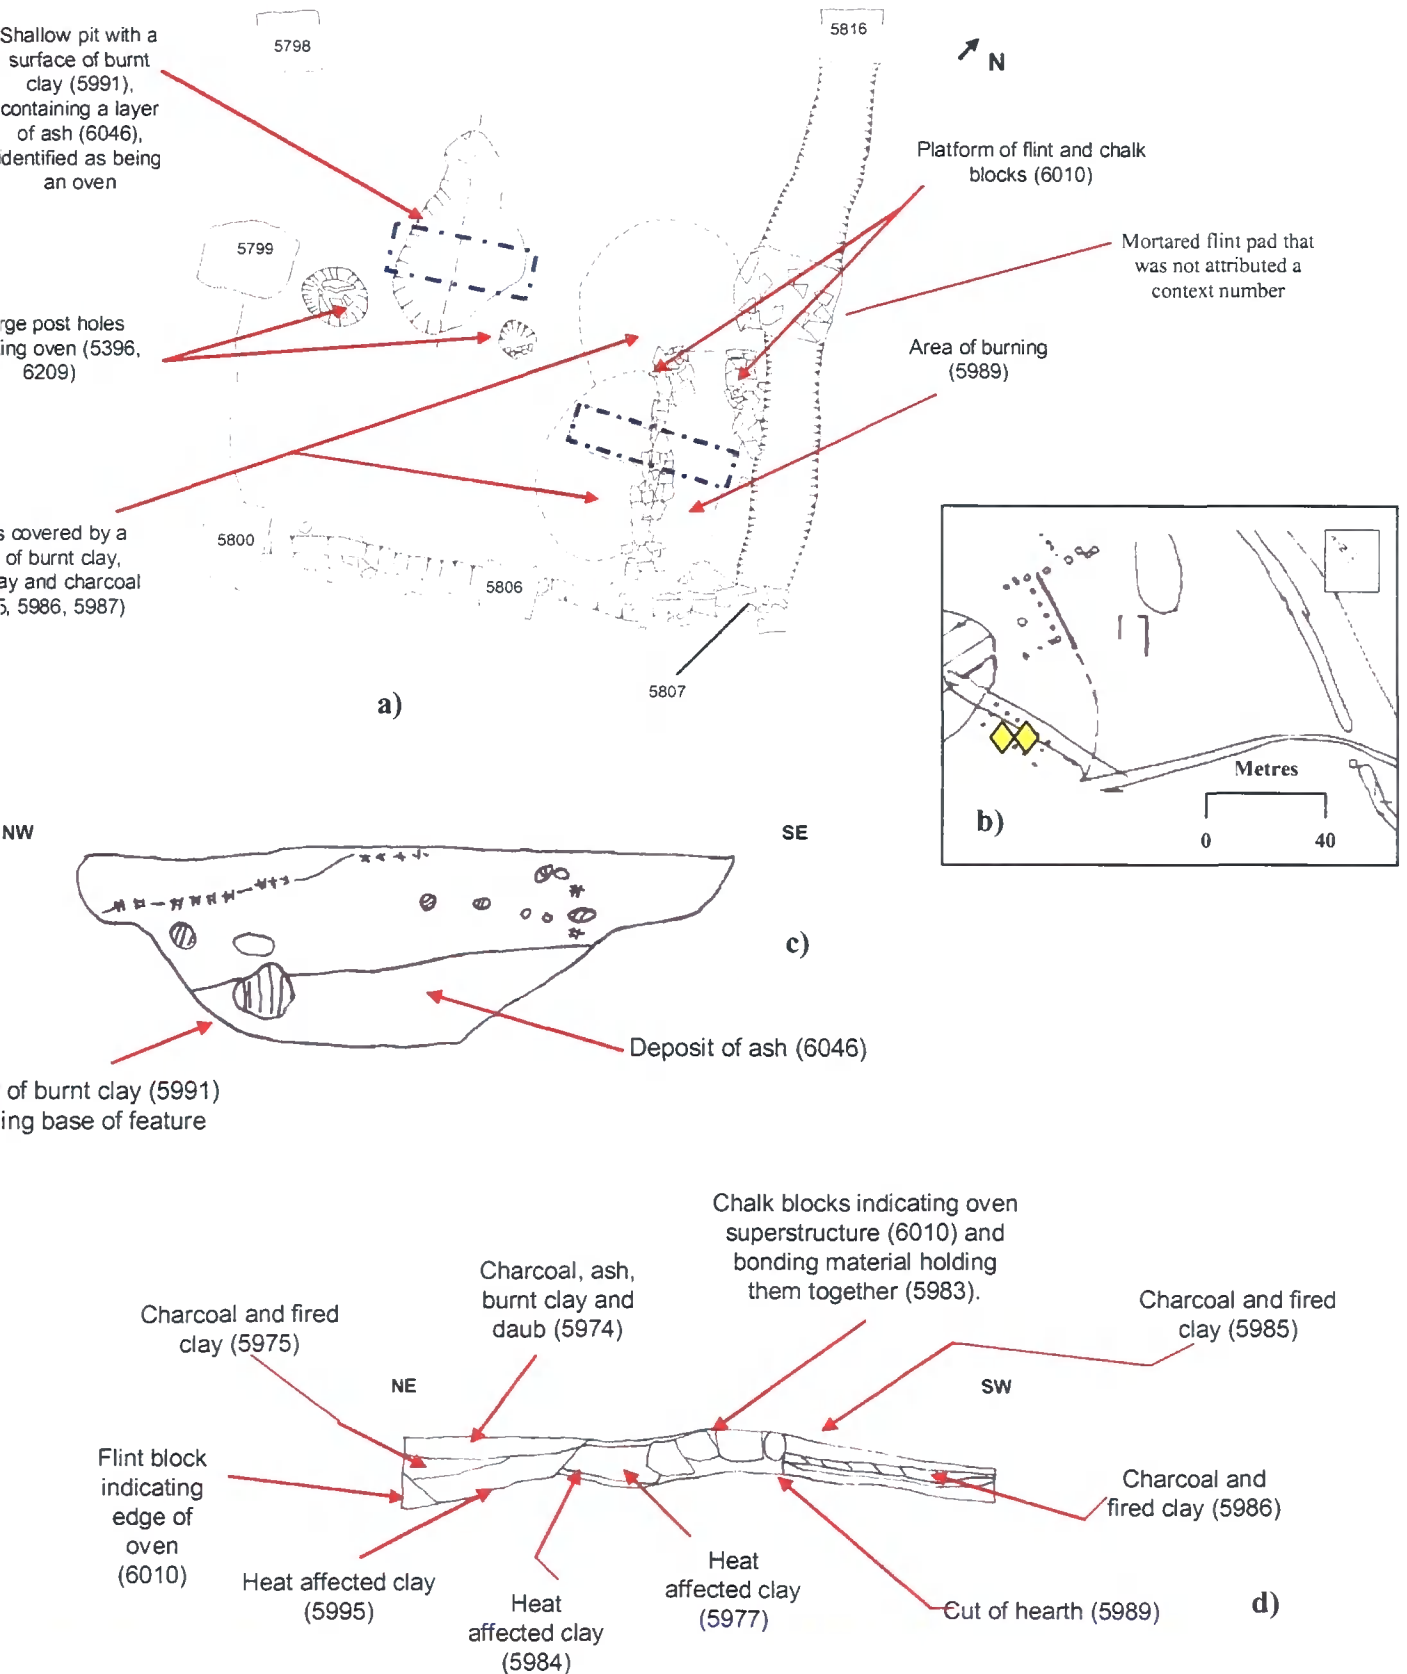 Shallow pit with a
surface of burnt
clay (5991),
containing a layer
of ash (6046),
identified as being
an oven
5798
5816
N
Platform of flint and chalk
blocks (6010)
5799
Mortared flint pad that
was not attributed a
context number
rge post holes
ing oven (5396,
6209)
Area of burning
(5989)
s covered by a
of burnt clay,
ay and charcoal
5, 5986, 5987)
5800
5806
5807
a)
Metres
0 40
b)
NW
SE
c)
Deposit of ash (6046)
of burnt clay (5991)
ing base of feature
Chalk blocks indicating oven
superstructure (6010) and
bonding material holding
them together (5983).
Charcoal, ash,
burnt clay and
daub (5974)
Charcoal and fired
clay (5975)
Charcoal and fired
clay (5985)
NE
SW
Flint block
indicating
edge of
oven
(6010)
Charcoal and
fired clay (5986)
Heat affected clay
(5995)
Heat
affected clay
(5984)
Heat
affected clay
(5977)
Cut of hearth (5989)
d)